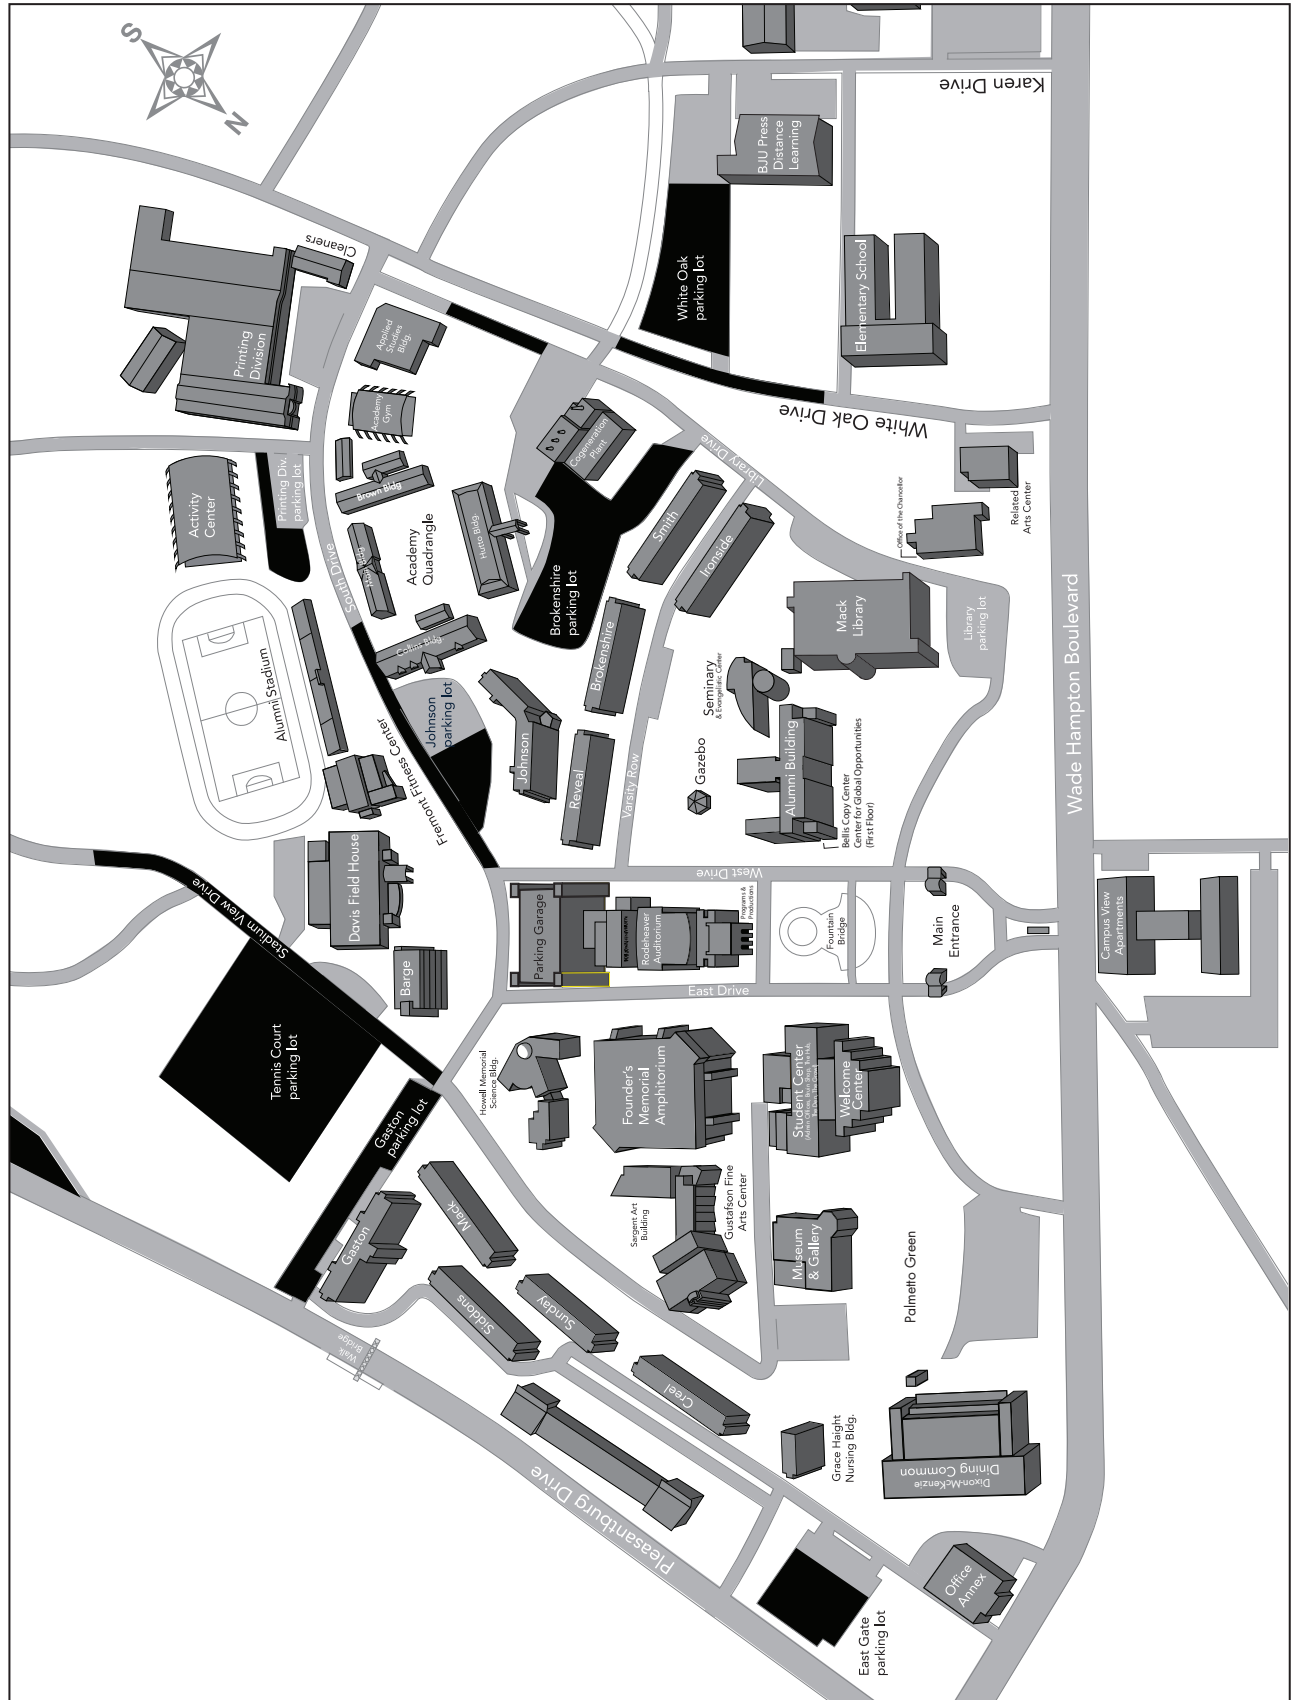 S
N
Karen Drive
BJU Press
Distance
Learning
Cleaners
White Oak
parking lot
Elementary School
Printing
Division
Applied
Studies
Bldg.
Academy
Gym
White Oak Drive
Cogeneration
Plant
Library Drive
Activity
Center
Printing Div.
parking lot
Brown Bldg
Academy
Quadrangle
Hutto Bldg.
Smith
Ironside
Office of the Chancellor
Related
Arts Center
South Drive
Brokenshire
parking lot
Mack
Library
Library
parking lot
Wade Hampton Boulevard
Alumni Stadium
Collins Bldg.
Brokenshire
Seminary
& Evangelistic Center
Johnson
parking lot
Fremont Fitness Center
Johnson
Reveal
Varsity Row
Gazebo
Alumni Building
Bellis Copy Center
Center for Global Opportunities
(First Floor)
Davis Field House
West Drive
Stadium View Drive
Parking Garage
Rodeheaver
Auditorium
Programs &
Productions
Fountain
Bridge
Main
Entrance
Campus View
Apartments
Barge
East Drive
Tennis Court
parking lot
Howell Memorial
Science Bldg.
Founder's
Memorial
Amphitorium
Student Center
Welcome
Center
Gaston
parking lot
Mack
Gaston
Sargent Art
Building
Gustafson Fine
Arts Center
Museum
& Gallery
Palmetto Green
Siddons
Sunday
Walk
Bridge
Creel
Grace Haight
Nursing Bldg.
Dixon-McKenzie
Dining Common
Pleasantburg Drive
East Gate
parking lot
Office
Annex